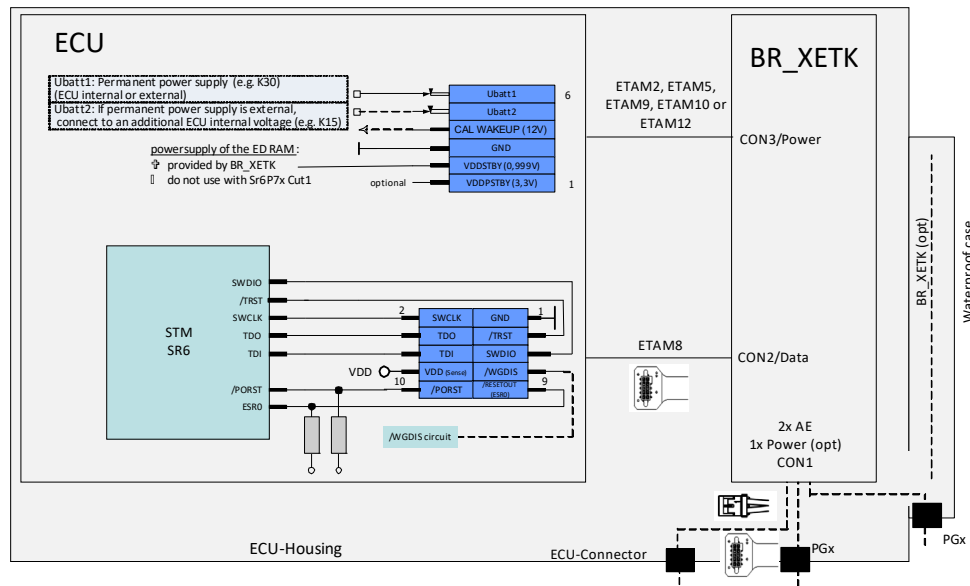 ECU
BR_XETK
Ubatt1: Permanent power supply (e.g. K30)
(ECU internal or external)
Ubatt2: If permanent power supply is external,
connect to an additional ECU internal voltage (e.g. K15)
powersupply of the ED RAM :
provided by BR_XETK
do not use with Sr6P7x Cut1
optional
Ubatt1
6
Ubatt2
CAL WAKEUP (12V)
GND
VDDSTBY (0,999V)
VDDPSTBY (3,3V)
1
ETAM2, ETAM5,
ETAM9, ETAM10 or
ETAM12
CON3/Power
STM
SR6
SWDIO
/TRST
SWCLK
TDO
TDI
/PORST
ESR0
2
SWCLK
GND
1
TDO
/TRST
TDI
SWDIO
VDD
VDD (Sense)
/WGDIS
10
/PORST
/RESETOUT
(ESR0)
9
/WGDIS circuit
ETAM8
CON2/Data
2x AE
1x Power (opt)
CON1
BR_XETK (opt)
Waterproof case
ECU-Housing
ECU-Connector
PGx
PGx